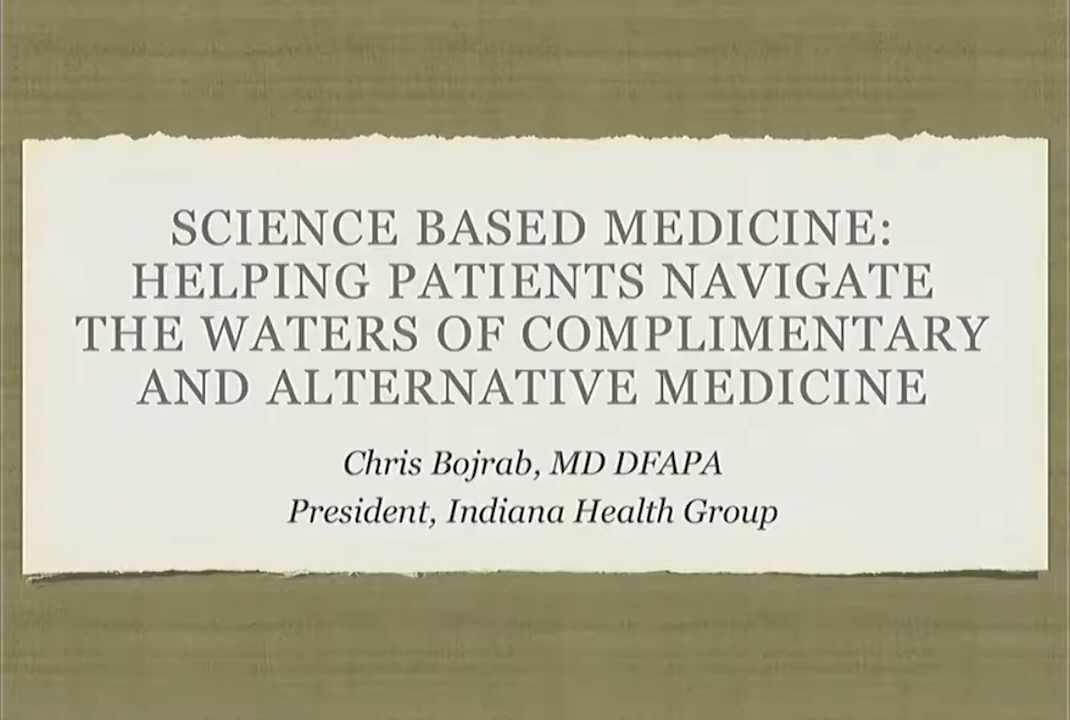 SCIENCE BASED MEDICINE:
HELPING PATIENTS NAVIGATE
THE WATERS OF COMPLIMENTARY
AND ALTERNATIVE MEDICINE
Chris Bojrab, MD DFAPA
President, Indiana Health Group